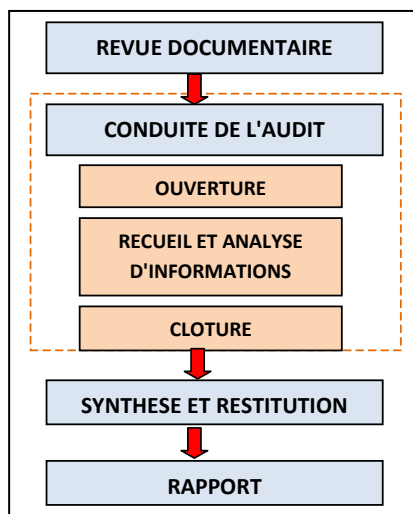 REVUE DOCUMENTAIRE
CONDUITE DE L'AUDIT
OUVERTURE
RECUEIL ET ANALYSE
D'INFORMATIONS
CLOTURE
SYNTHESE ET RESTITUTION
RAPPORT